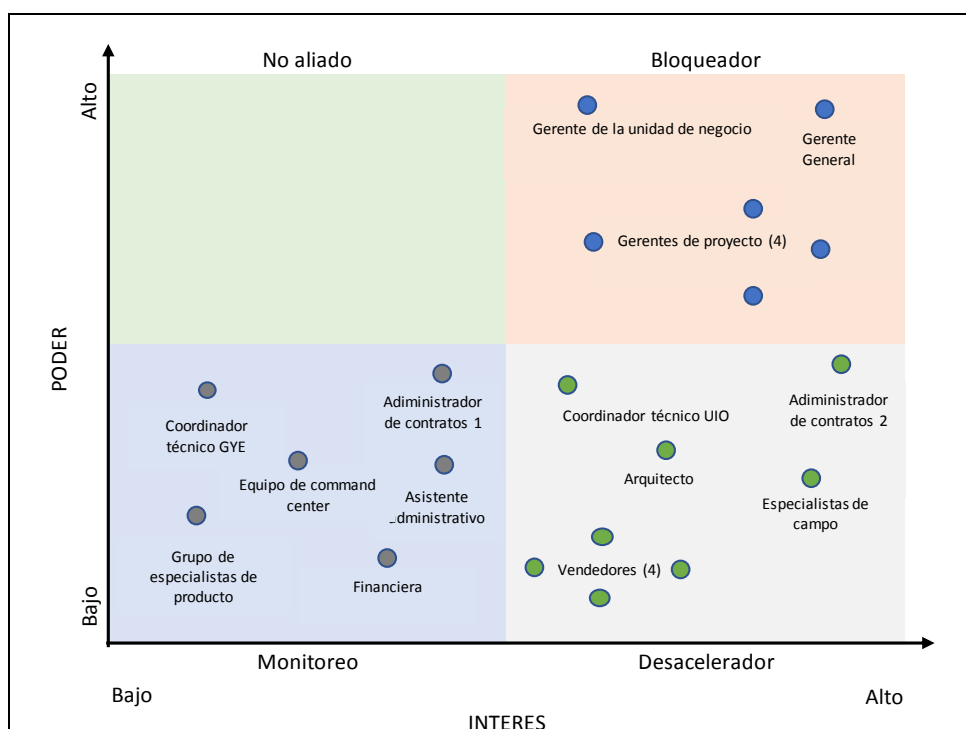 No aliado
Bloqueador
Alto
PODER
Bajo
Gerente de la unidad de negocio
Gerente
General
Gerentes de proyecto (4)
Coordinador
técnico GYE
Adiministrador
de contratos 1
Equipo de command
center
Asistente
administrativo
Grupo de
especialistas de
producto
Financiera
Coordinador técnico UIO
Adiministrador
de contratos 2
Arquitecto
Especialistas de
campo
Vendedores (4)
Monitoreo
Desacelerador
Bajo
Alto
INTERES